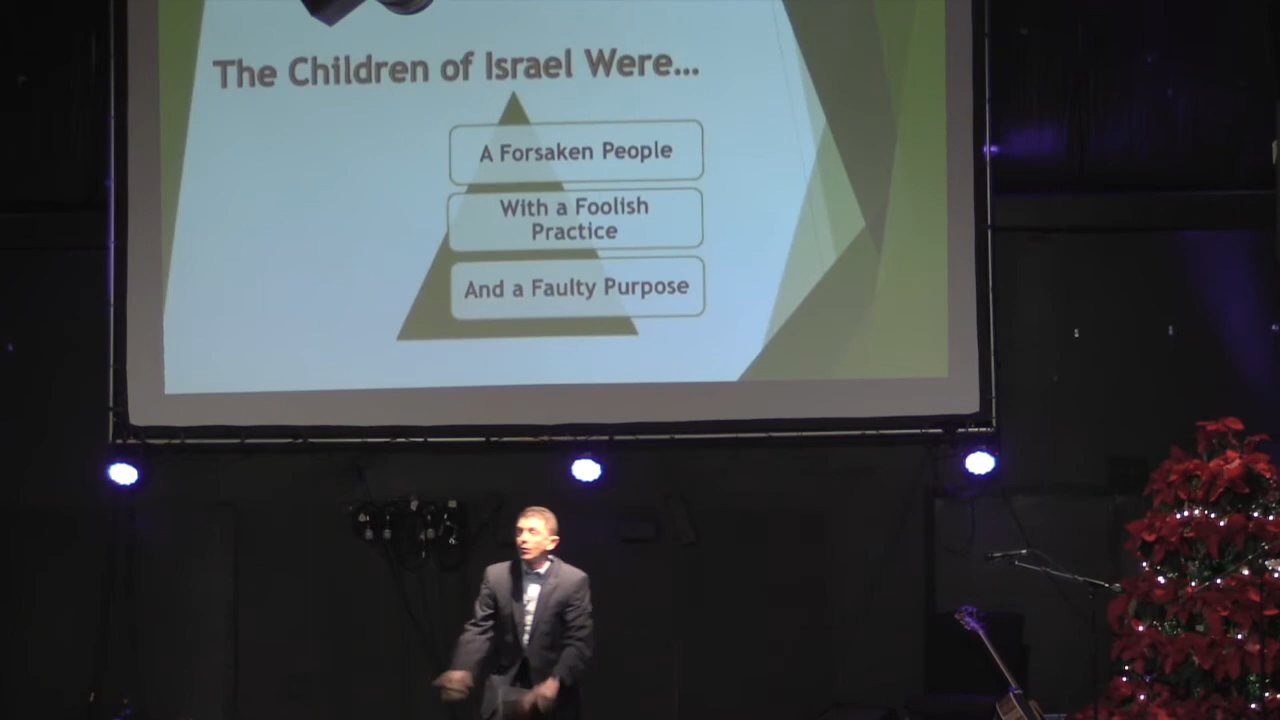 The Children of Israel Were...
A Forsaken People
With a Foolish
Practice
And a Faulty Purpose